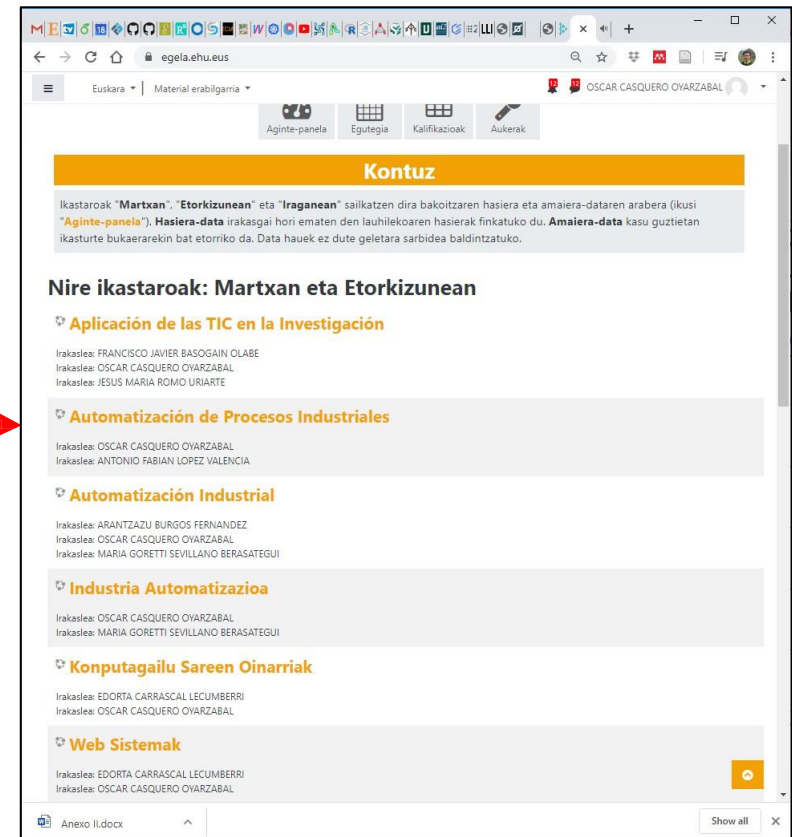 egela.ehu.eus
Euskara
Material erabilgarria
12
12
OSCAR CASQUERO OYARZABAL
Aginte-panela
Egutegia
Kalifikazioak
Aukerak
Kontuz
Ikastaroak "Martxan", "Etorkizunean" eta "Iraganean" sailkatzen dira bakoitzaren hasiera eta amaiera-dataren arabera (ikusi
"Aginte-panela"). Hasiera-data irakasgai hori ematen den lauhilekoaren hasierak finkatuko du. Amaiera-data kasu guztietan
ikasturte bukaerarekin bat etorriko da. Data hauek ez dute geletara sarbidea baldintzatuko.
Nire ikastaroak: Martxan eta Etorkizunean
Aplicación de las TIC en la Investigación
Irakaslea: FRANCISCO JAVIER BASOGAIN OLABE
Irakaslea: OSCAR CASQUERO OYARZABAL
Irakaslea: JESUS MARIA ROMO URIARTE
Automatización de Procesos Industriales
Irakaslea: OSCAR CASQUERO OYARZABAL
Irakaslea: ANTONIO FABIAN LOPEZ VALENCIA
Automatización Industrial
Irakaslea: ARANTZAZU BURGOS FERNANDEZ
Irakaslea: OSCAR CASQUERO OYARZABAL
Irakaslea: MARIA GORETTI SEVILLANO BERASATEGUI
Industria Automatizazioa
Irakaslea: OSCAR CASQUERO OYARZABAL
Irakaslea: MARIA GORETTI SEVILLANO BERASATEGUI
Konputagailu Sareen Oinarriak
Irakaslea: EDORTA CARRASCAL LECUMBERRI
Irakaslea: OSCAR CASQUERO OYARZABAL
Web Sistemak
Irakaslea: EDORTA CARRASCAL LECUMBERRI
Irakaslea: OSCAR CASQUERO OYARZABAL
Anexo II.docx
Show all